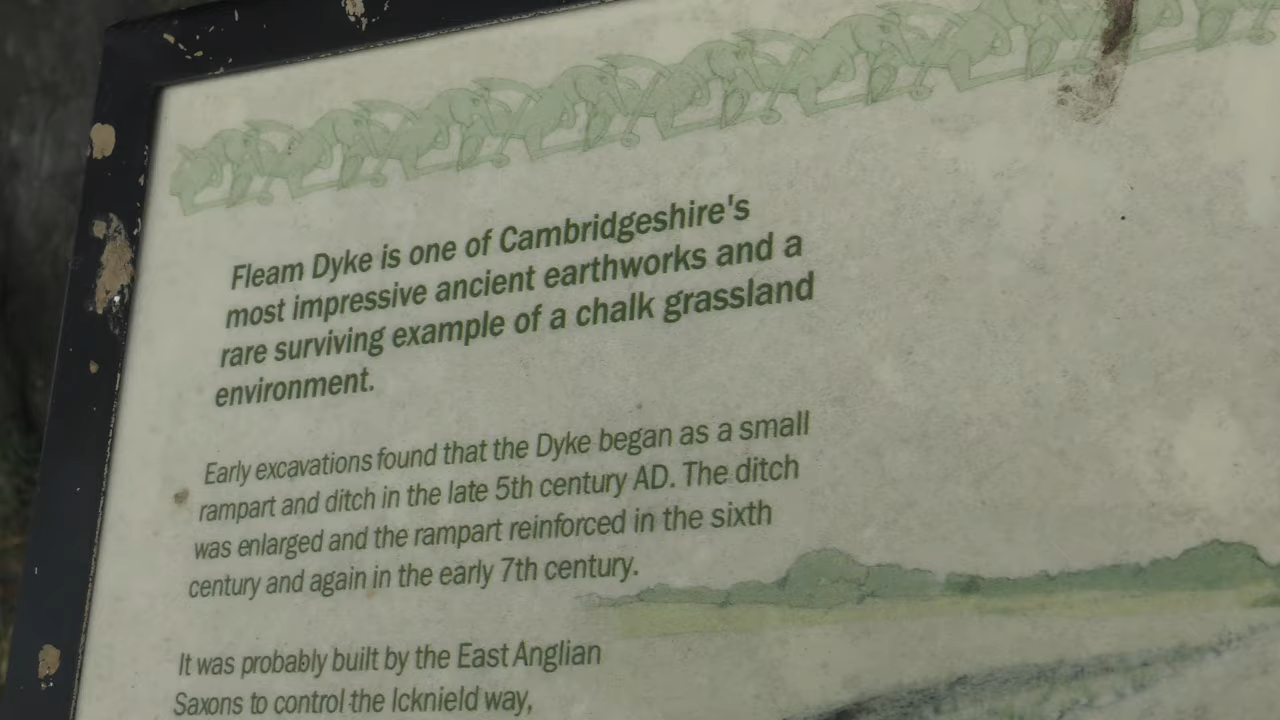 Fleam Dyke is one of Cambridgeshire's
most impressive ancient earthworks and a
rare surviving example of a chalk grassland
environment.
Early excavations found that the Dyke began as a small
rampart and ditch in the late 5th century AD. The ditch
was enlarged and the rampart reinforced in the sixth
century and again in the early 7th century.
It was probably built by the East Anglian
Saxons to control the Icknield way,